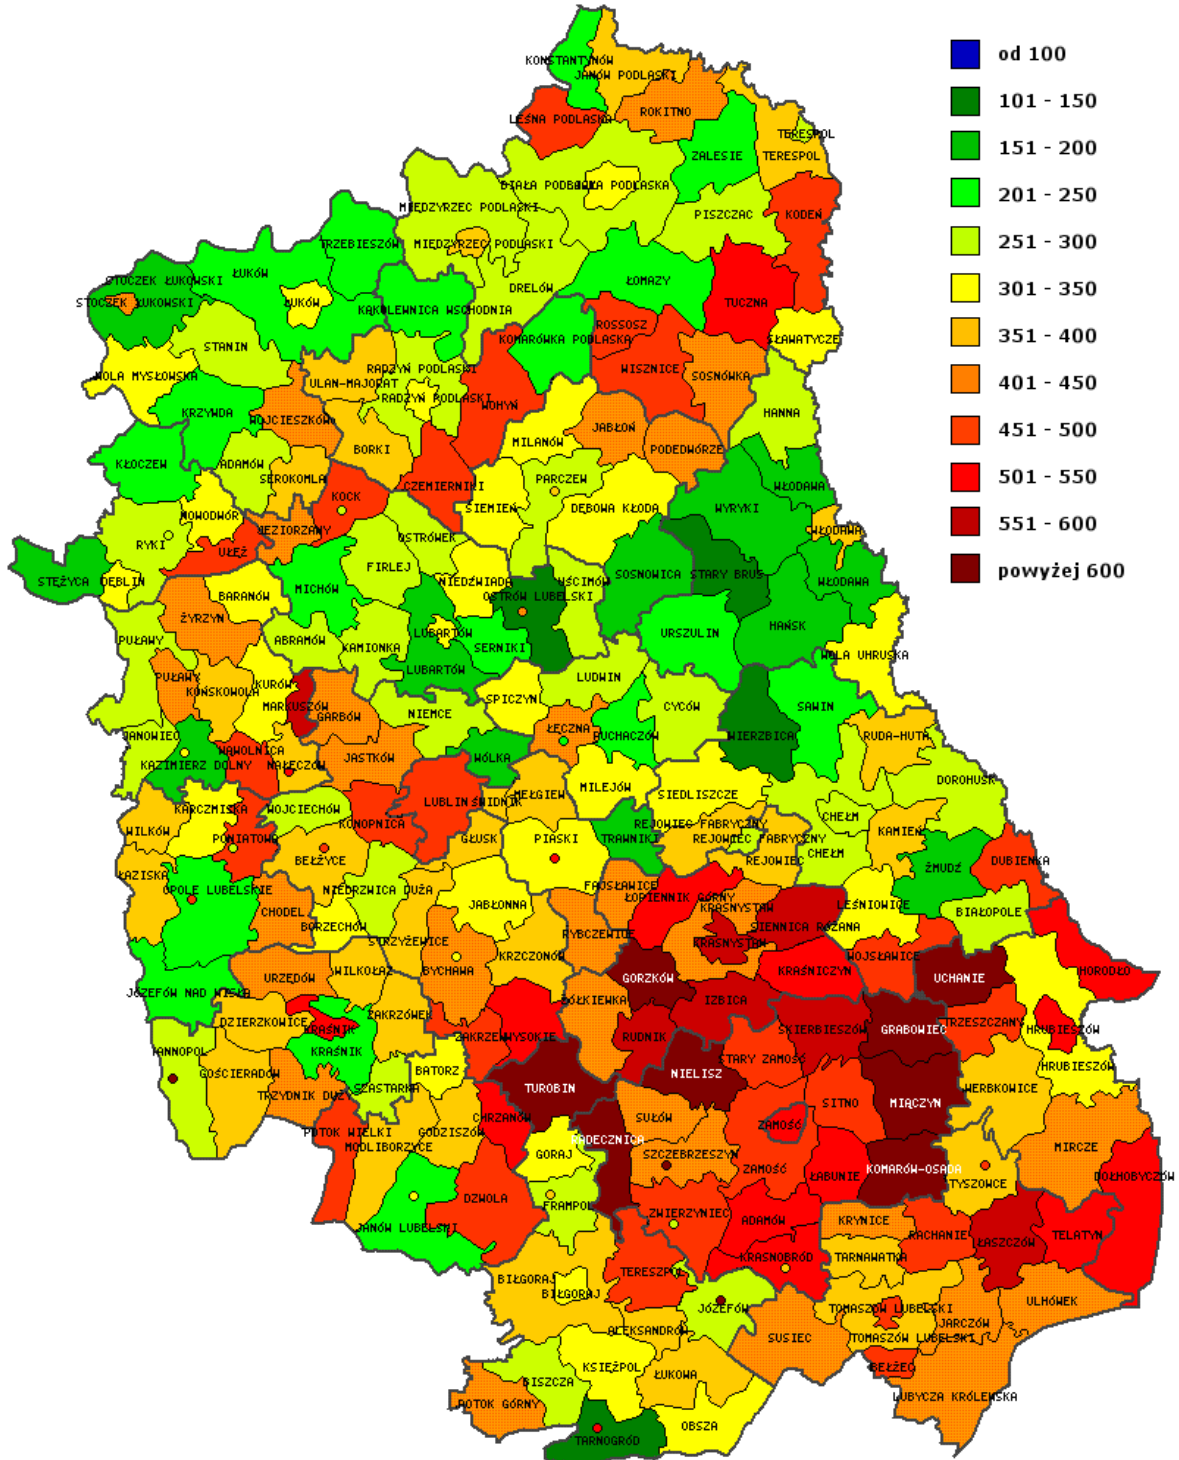 od 100
101 - 150
151 - 200
201 - 250
251 - 300
301 - 350
351 - 400
401 - 450
451 - 500
501 - 550
551 - 600
powyżej 600
KONSTANTYNÓW
JANÓW PODLASKI
LEŚNA PODLASKA
ROKITNO
TERESPOL
ZALESIE
TERESPOL
BIAŁA PODLASKA
BIAŁA PODLASKA
MIĘDZYRZEC PODLASKI
PISZCZAC
KODEŃ
TRZEBIESZÓW
MIĘDZYRZEC PODLASKI
STOCZEK ŁUKOWSKI
ŁUKÓW
DRELÓW
ŁOMAZY
STOCZEK ŁUKOWSKI
ŁUKÓW
KĄKOLEWNICA WSCHODNIA
TUCZNA
ROSSOSZ
KOMARÓWKA PODLASKA
SŁAWATYCZE
STANIN
RADZYŃ PODLASKI
WISZNICE
WOLA MYSŁOWSKA
ULAN-MAJORAT
SOSNÓWKA
RADZYŃ PODLASKI
WOHYŃ
KRZYWDA
WOJCIESZKÓW
HANNA
JABŁOŃ
MILANÓW
BORKI
PODEDWÓRZE
KŁOCZEW
ADAMÓW
SEROKOMLA
PARCZEW
CZEMIERNIKI
WŁODAWA
KOCK
SIEMIEŃ
DĘBOWA KŁODA
WYRYKI
NOWODWÓR
JEZIORZANY
WŁODAWA
OSTRÓWEK
RYKI
UŁĘŻ
FIRLEJ
SOSNOWICA
STARY BRUS
STĘŻYCA
DĘBLIN
NIEDŹWIADA
UŚCIMÓW
WŁODAWA
BARANÓW
MICHÓW
OSTRÓW LUBELSKI
ŻYRZYN
HAŃSK
PUŁAWY
ABRAMÓW
LUBARTÓW
URSZULIN
KAMIONKA
SERNIKI
WOLA UHRUSKA
LUBARTÓW
PUŁAWY
KURÓW
LUDWIN
KOŃSKOWOLA
SPICZYN
MARKUSZÓW
CYCÓW
SAWIN
GARBÓW
NIEMCE
ŁĘCZNA
JANOWIEC
PUCHACZÓW
WIERZBICA
RUDA-HUTA
WĄWOLNICA
JASTKÓW
WÓLKA
KAZIMIERZ DOLNY
NAŁĘCZÓW
DOROHUSK
MILEJÓW
MEŁGIEW
SIEDLISZCZE
LUBLIN
ŚWIDNIK
KARCZMISKA
WOJCIECHÓW
CHEŁM
WILKÓW
KONOPNICA
REJOWIEC FABRYCZNY
KAMIEŃ
PONIATOWA
GŁUSK
PIASKI
TRAWNIKI
REJOWIEC FABRYCZNY
CHEŁM
BEŁŻYCE
REJOWIEC
DUBIENKA
ŻMUDŹ
ŁAZISKA
OPOLE LUBELSKIE
NIEDRZWICA DUŻA
FAJSŁAWICE
ŁOPIENNIK GÓRNY
JABŁONNA
LEŚNIOWICE
CHODEL
KRASNYSTAW
BIAŁOPOLE
BORZECHÓW
SIENNICA RÓŻANA
RYBCZEWICE
STRZYŻEWICE
KRASNYSTAW
KRZCZONÓW
WOJSŁAWICE
BYCHAWA
WILKOŁAZ
KRAŚNICZYN
HORODŁO
URZĘDÓW
GORZKÓW
UCHANIE
JÓZEFÓW NAD WISŁĄ
ŻÓŁKIEWKA
IZBICA
ZAKRZÓWEK
DZIERZKOWICE
TRZESZCZANY
KRAŚNIK
SKIERBIESZÓW
GRABOWIEC
HRUBIESZÓW
ZAKRZEW
WYSOKIE
RUDNIK
ANNOPOL
KRAŚNIK
STARY ZAMOŚĆ
HRUBIESZÓW
GOŚCIERADÓW
BATORZ
NIELISZ
SZASTARKA
TUROBIN
WERBKOWICE
TRZYDNIK DUŻY
SITNO
MIĄCZYN
CHRZANÓW
SUŁÓW
ZAMOŚĆ
POTOK WIELKI
GODZISZÓW
RADECZNICA
MODLIBORZYCE
GORAJ
SZCZEBRZESZYN
MIRCZE
ZAMOŚĆ
KOMARÓW-OSADA
ŁABUNIE
DOŁHOBYCZÓW
TYSZOWCE
DZWOLA
FRAMPOL
JANÓW LUBELSKI
ZWIERZYNIEC
ADAMÓW
KRYNICE
RACHANIE
TELATYN
ŁASZCZÓW
KRASNOBRÓD
TARNAWATKA
TERESZPOL
BIŁGORAJ
BIŁGORAJ
ULHÓWEK
JÓZEFÓW
TOMASZÓW LUBELSKI
JARCZÓW
ALEKSANDRÓW
SUSIEC
TOMASZÓW LUBELSKI
KSIĘŻPOL
BEŁŻEC
ŁUKOWA
BISZCZA
LUBYCZA KRÓLEWSKA
POTOK GÓRNY
OBSZA
TARNOGRÓD